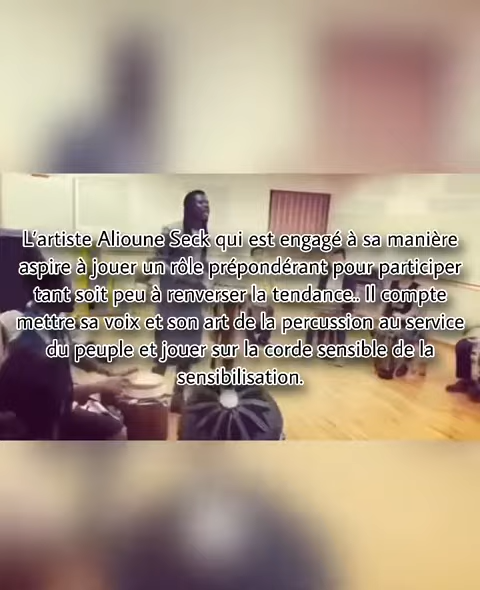 L'artiste Alioune Seck qui est engagé à sa manière
aspire à jouer un rôle prépondérant pour participer
tant soit peu à renverser la tendance.. Il compte
mettre sa voix et son art de la percussion au service
du peuple et jouer sur la corde sensible de la
sensibilisation.